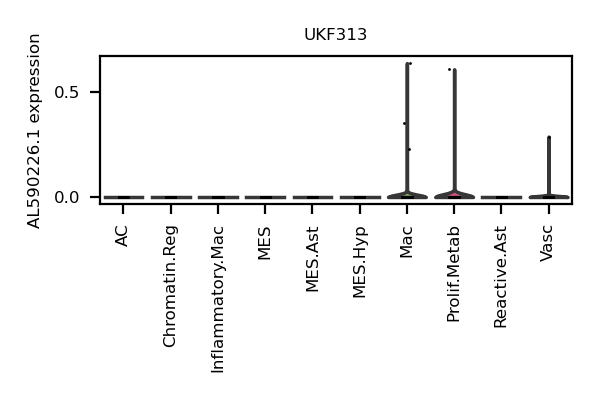 UKF313
AL590226.1 expression
0.5
0.0
AC
Chromatin.Reg
Inflammatory.Mac
MES
MES.Ast
MES.Hyp
Mac
Prolif.Metab
Reactive.Ast
Vasc